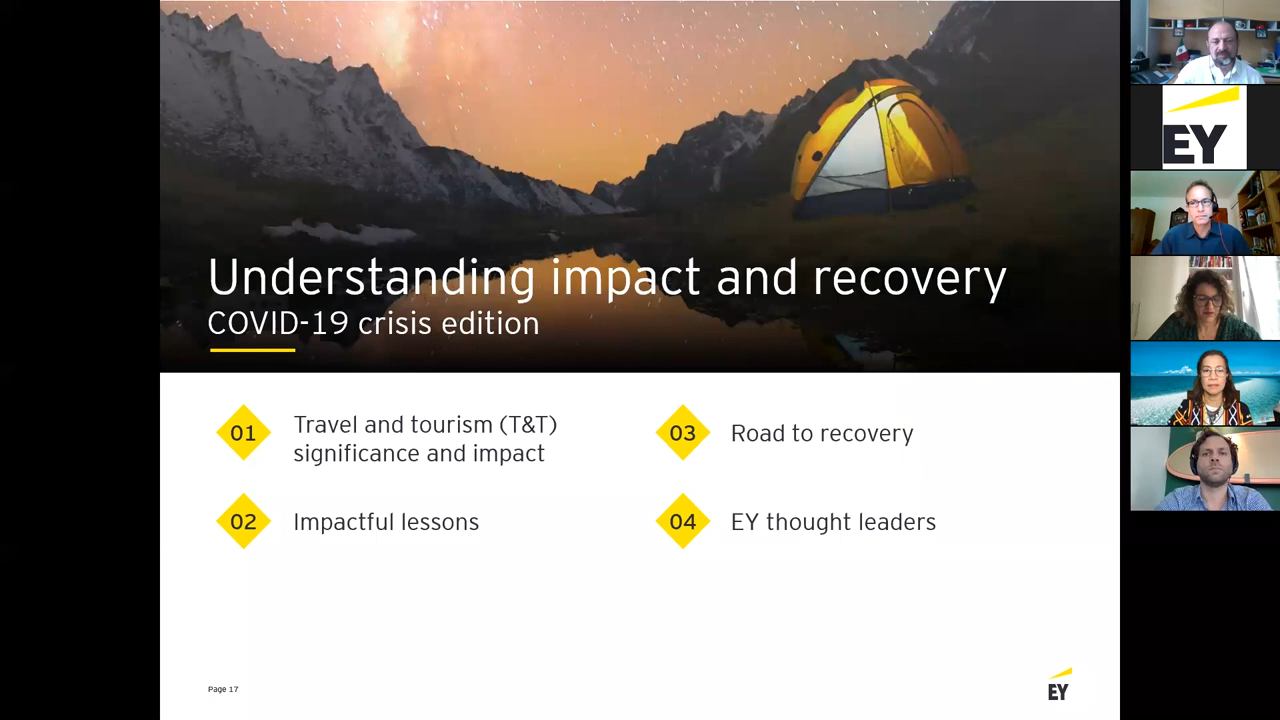 Understanding impact and recovery
COVID-19 crisis edition
01
Travel and tourism (T&T)
significance and impact
02
Impactful lessons
03
Road to recovery
04
EY thought leaders
Page 17
EY
EY